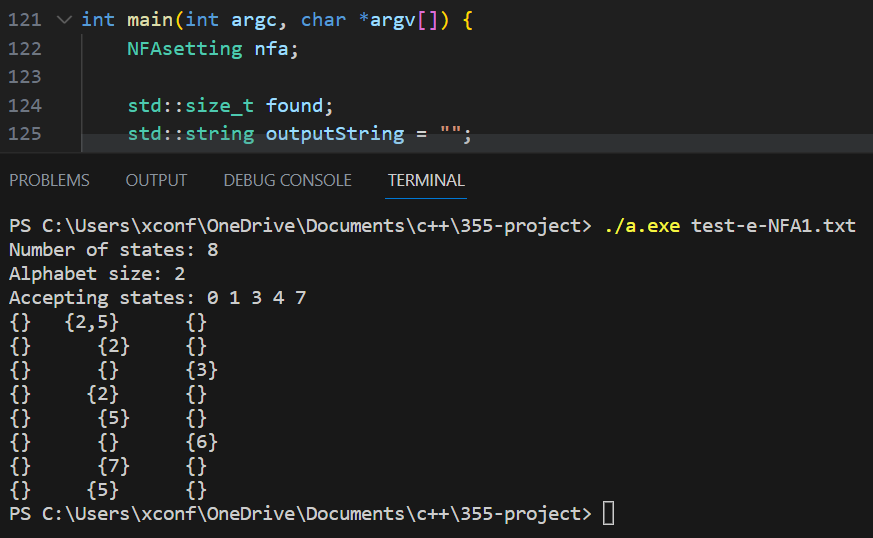 121 int main(int argc, char *argv[]) {
122     NFAsetting nfa;
123
124     std::size_t found;
125     std::string outputString = "";
PROBLEMS OUTPUT DEBUG CONSOLE TERMINAL
PS C:\Users\xconf\OneDrive\Documents\c++\355-project> ./a.exe test-e-NFA1.txt
Number of states: 8
Alphabet size: 2
Accepting states: 0 1 3 4 7
{}   {2,5}      {}
{}      {2}     {}
{}      {}      {3}
{}     {2}      {}
{}      {5}     {}
{}      {}      {6}
{}      {7}     {}
{}     {5}      {}
PS C:\Users\xconf\OneDrive\Documents\c++\355-project>